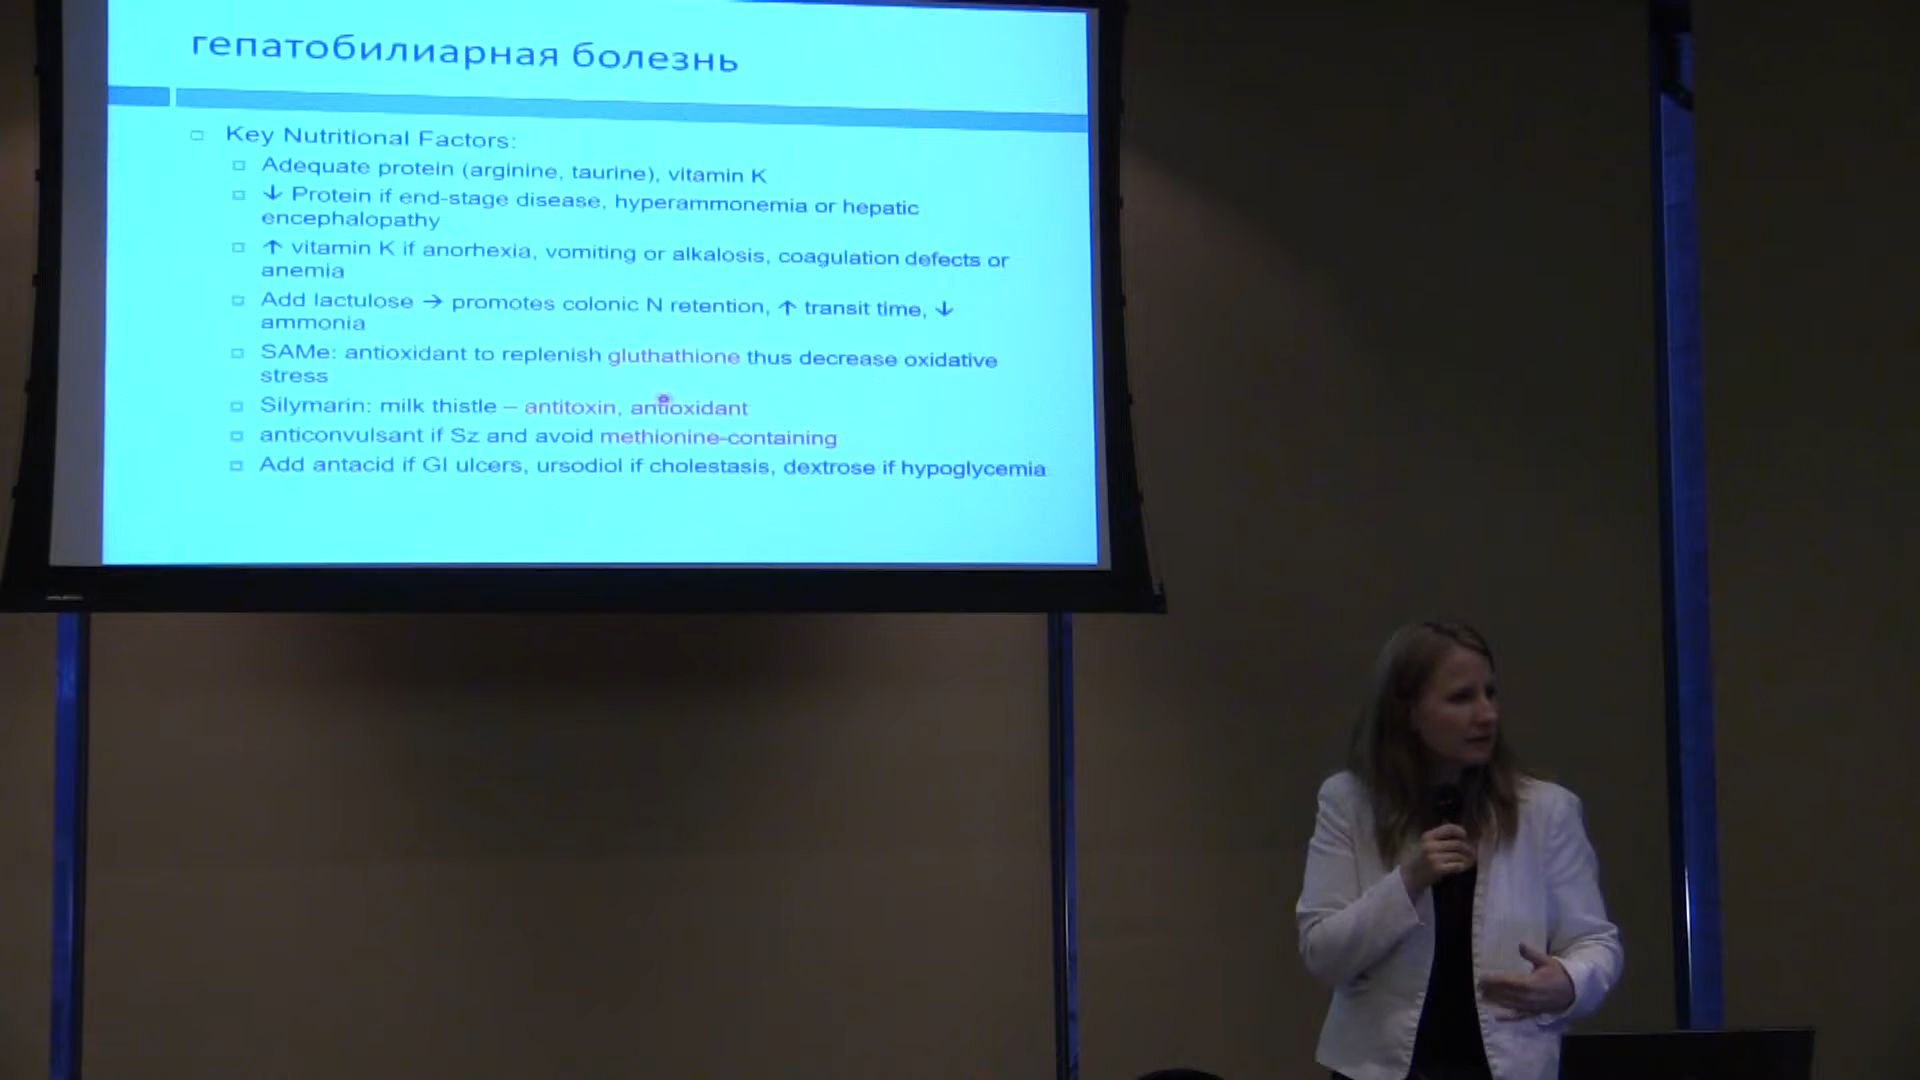 гепатобилиарная болезнь
Key Nutritional Factors:
Adequate protein (arginine, taurine), vitamin K
↓ Protein if end-stage disease, hyperammonemia or hepatic
encephalopathy
↑ vitamin K if anorhexia, vomiting or alkalosis, coagulation defects or
anemia
Add lactulose → promotes colonic N retention, ↑ transit time, ↓
ammonia
SAMe: antioxidant to replenish gluthathione thus decrease oxidative
stress
Silymarin: milk thistle – antitoxin, antioxidant
anticonvulsant if Sz and avoid methionine-containing
Add antacid if GI ulcers, ursodiol if cholestasis, dextrose if hypoglycemia